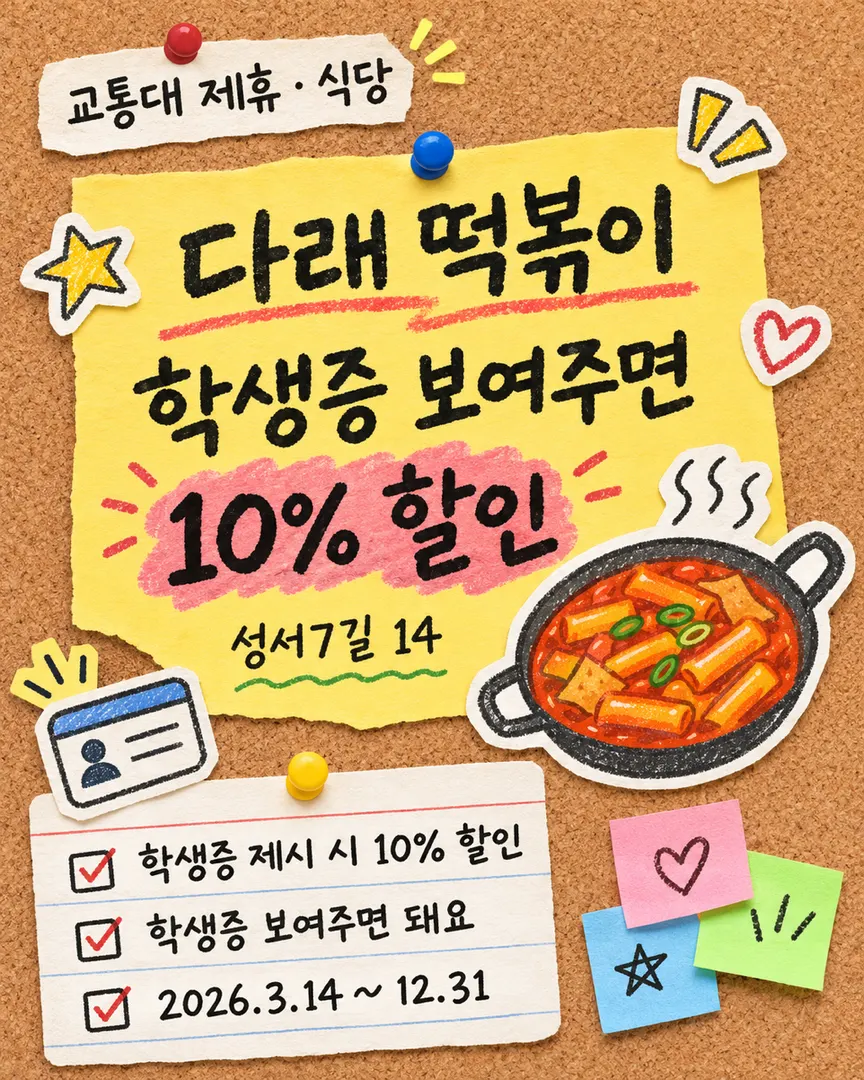 교통대 제휴 · 식당
다래 떡볶이
학생증 보여주면
10% 할인
성서7길 14
학생증 제시 시 10% 할인
학생증 보여주면 돼요
2026.3.14 ~ 12.31